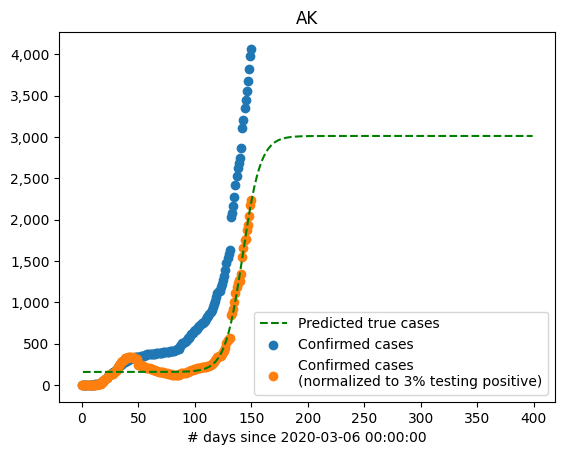 AK
4,000
3,500
3,000
2,500
2,000
1,500
1,000
500
0
Predicted true cases
Confirmed cases
Confirmed cases
(normalized to 3% testing positive)
0 50 100 150 200 250 300 350 400
# days since 2020-03-06 00:00:00